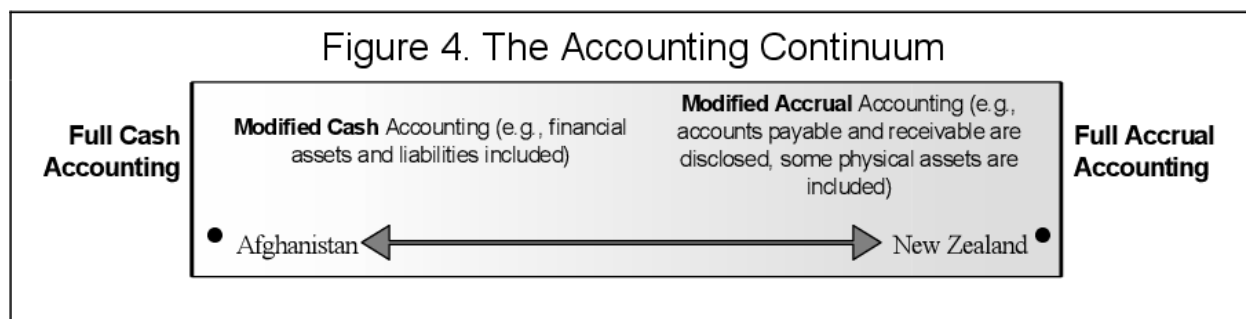 Figure 4. The Accounting Continuum
Full Cash
Accounting
Modified Cash Accounting (e.g., financial
assets and liabilities included)
Modified Accrual Accounting (e.g.,
accounts payable and receivable are
disclosed, some physical assets are
included)
Full Accrual
Accounting
Afghanistan
New Zealand